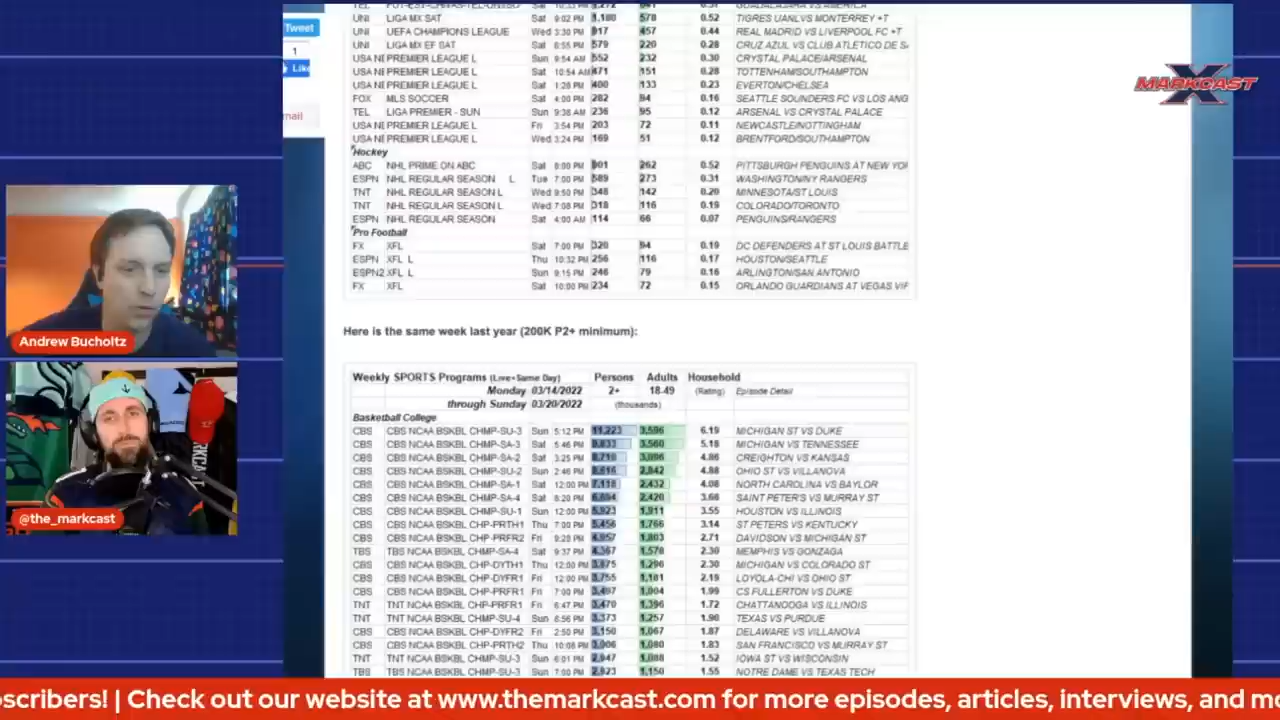 Tweet
1
Like
mail
MARKCAST
X
Andrew Bucholtz
@the_markcast
UNI LIGA MX SAT Sat 9:02 PM 1,180 578 0.52 TIGRES UANL VS MONTERREY +T
UNI UEFA CHAMPIONS LEAGUE Wed 3:30 PM 917 457 0.44 REAL MADRID VS LIVERPOOL FC +T
UNI LIGA MX EF SAT Sat 6:55 PM 579 220 0.28 CRUZ AZUL VS CLUB ATLETICO DE S
USA NE PREMIER LEAGUE L Sun 9:54 AM 552 232 0.30 CRYSTAL PALACE/ARSENAL
USA NE PREMIER LEAGUE L Sat 10:54 AM 471 151 0.28 TOTTENHAM/SOUTHAMPTON
USA NE PREMIER LEAGUE L Sat 1:28 PM 400 133 0.23 EVERTON/CHELSEA
FOX MLS SOCCER Sat 4:00 PM 282 94 0.16 SEATTLE SOUNDERS FC VS LOS ANG
TEL LIGA PREMIER - SUN Sun 9:38 AM 236 95 0.12 ARSENAL VS CRYSTAL PALACE
USA NE PREMIER LEAGUE L Fri 3:54 PM 203 72 0.11 NEWCASTLE/NOTTINGHAM
USA NE PREMIER LEAGUE L Wed 3:24 PM 169 51 0.12 BRENTFORD/SOUTHAMPTON
Hockey
ABC NHL PRIME ON ABC Sat 8:00 PM 901 262 0.52 PITTSBURGH PENGUINS AT NEW YOR
ESPN NHL REGULAR SEASON L Tue 7:00 PM 589 273 0.31 WASHINGTON/NY RANGERS
TNT NHL REGULAR SEASON L Wed 9:50 PM 348 142 0.20 MINNESOTA/ST LOUIS
TNT NHL REGULAR SEASON L Wed 7:08 PM 318 116 0.19 COLORADO/TORONTO
ESPN NHL REGULAR SEASON Sat 4:00 AM 114 66 0.07 PENGUINS/RANGERS
Pro Football
FX XFL Sat 7:00 PM 320 94 0.19 DC DEFENDERS AT ST LOUIS BATTLE
ESPN XFL L Thu 10:32 PM 256 116 0.17 HOUSTON/SEATTLE
ESPN2 XFL L Sun 9:15 PM 246 79 0.16 ARLINGTON/SAN ANTONIO
FX XFL Sat 10:00 PM 234 72 0.15 ORLANDO GUARDIANS AT VEGAS VIP
Here is the same week last year (200K P2+ minimum):
Weekly SPORTS Programs (Live+Same Day) Persons Adults Household
Monday 03/14/2022 2+ 18-49 (Rating) Episode Detail
through Sunday 03/20/2022 (thousands)
Basketball College
CBS CBS NCAA BSKBL CHMP-SU-3 Sun 5:12 PM 11,223 3,596 6.19 MICHIGAN ST VS DUKE
CBS CBS NCAA BSKBL CHMP-SA-3 Sat 5:46 PM 9,833 3,560 5.18 MICHIGAN VS TENNESSEE
CBS CBS NCAA BSKBL CHMP-SA-2 Sat 3:25 PM 8,719 3,096 4.86 CREIGHTON VS KANSAS
CBS CBS NCAA BSKBL CHMP-SU-2 Sun 2:46 PM 8,616 2,842 4.88 OHIO ST VS VILLANOVA
CBS CBS NCAA BSKBL CHMP-SA-1 Sat 12:00 PM 7,118 2,432 4.08 NORTH CAROLINA VS BAYLOR
CBS CBS NCAA BSKBL CHMP-SA-4 Sat 8:20 PM 6,894 2,420 3.66 SAINT PETER'S VS MURRAY ST
CBS CBS NCAA BSKBL CHMP-SU-1 Sun 12:00 PM 5,923 1,911 3.55 HOUSTON VS ILLINOIS
CBS CBS NCAA BSKBL CHP-PRTH1 Thu 7:00 PM 5,456 1,766 3.14 ST PETERS VS KENTUCKY
CBS CBS NCAA BSKBL CHP-PRFR2 Fri 9:28 PM 4,957 1,803 2.71 DAVIDSON VS MICHIGAN ST
TBS TBS NCAA BSKBL CHMP-SA-4 Sat 9:37 PM 4,367 1,578 2.30 MEMPHIS VS GONZAGA
CBS CBS NCAA BSKBL CHP-DYTH1 Thu 12:00 PM 3,875 1,296 2.30 MICHIGAN VS COLORADO ST
CBS CBS NCAA BSKBL CHP-DYFR1 Fri 12:00 PM 3,755 1,181 2.19 LOYOLA-CHI VS OHIO ST
CBS CBS NCAA BSKBL CHP-PRFR1 Fri 7:00 PM 3,497 1,004 1.99 CS FULLERTON VS DUKE
TNT TNT NCAA BSKBL CHP-PRFR1 Fri 6:47 PM 3,470 1,396 1.72 CHATTANOOGA VS ILLINOIS
TNT TNT NCAA BSKBL CHMP-SU-4 Sun 8:56 PM 3,373 1,257 1.90 TEXAS VS PURDUE
CBS CBS NCAA BSKBL CHP-DYFR2 Fri 2:50 PM 3,150 1,067 1.87 DELAWARE VS VILLANOVA
CBS CBS NCAA BSKBL CHP-PRTH2 Thu 10:08 PM 3,006 1,080 1.83 SAN FRANCISCO VS MURRAY ST
TNT TNT NCAA BSKBL CHMP-SU-3 Sun 6:01 PM 2,947 1,088 1.52 IOWA ST VS WISCONSIN
TBS TBS NCAA BSKBL CHMP-SU-3 Sun 7:00 PM 2,923 1,150 1.55 NOTRE DAME VS TEXAS TECH
scribers! | Check out our website at www.themarkcast.com for more episodes, articles, interviews, and mo